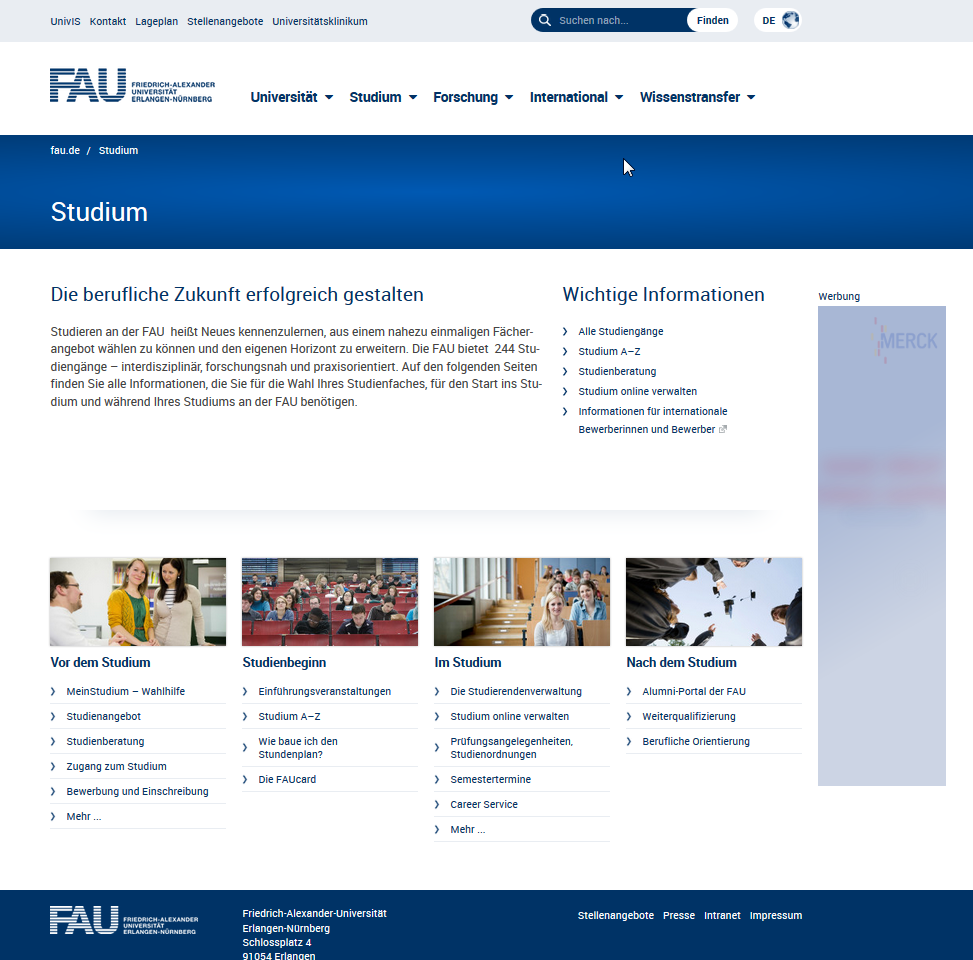 UnivIS Kontakt Lageplan Stellenangebote Universitätsklinikum
Suchen nach... Finden DE
FAU FRIEDRICH-ALEXANDER
UNIVERSITÄT
ERLANGEN-NÜRNBERG
Universität Studium Forschung International Wissenstransfer
fau.de / Studium
Studium
Die berufliche Zukunft erfolgreich gestalten
Studieren an der FAU heißt Neues kennenzulernen, aus einem nahezu einmaligen Fächer-
angebot wählen zu können und den eigenen Horizont zu erweitern. Die FAU bietet 244 Stu-
diengänge – interdisziplinär, forschungsnah und praxisorientiert. Auf den folgenden Seiten
finden Sie alle Informationen, die Sie für die Wahl Ihres Studienfaches, für den Start ins Stu-
dium und während Ihres Studiums an der FAU benötigen.
Wichtige Informationen
Alle Studiengänge
Studium A–Z
Studienberatung
Studium online verwalten
Informationen für internationale
Bewerberinnen und Bewerber
Werbung
MERCK
Vor dem Studium
MeinStudium – Wahlhilfe
Studienangebot
Studienberatung
Zugang zum Studium
Bewerbung und Einschreibung
Mehr ...
Studienbeginn
Einführungsveranstaltungen
Studium A–Z
Wie baue ich den
Stundenplan?
Die FAUcard
Im Studium
Die Studierendenverwaltung
Studium online verwalten
Prüfungsangelegenheiten,
Studienordnungen
Semestertermine
Career Service
Mehr ...
Nach dem Studium
Alumni-Portal der FAU
Weiterqualifizierung
Berufliche Orientierung
FAU FRIEDRICH-ALEXANDER
UNIVERSITÄT
ERLANGEN-NÜRNBERG
Friedrich-Alexander-Universität
Erlangen-Nürnberg
Schlossplatz 4
91054 Erlangen
Stellenangebote Presse Intranet Impressum